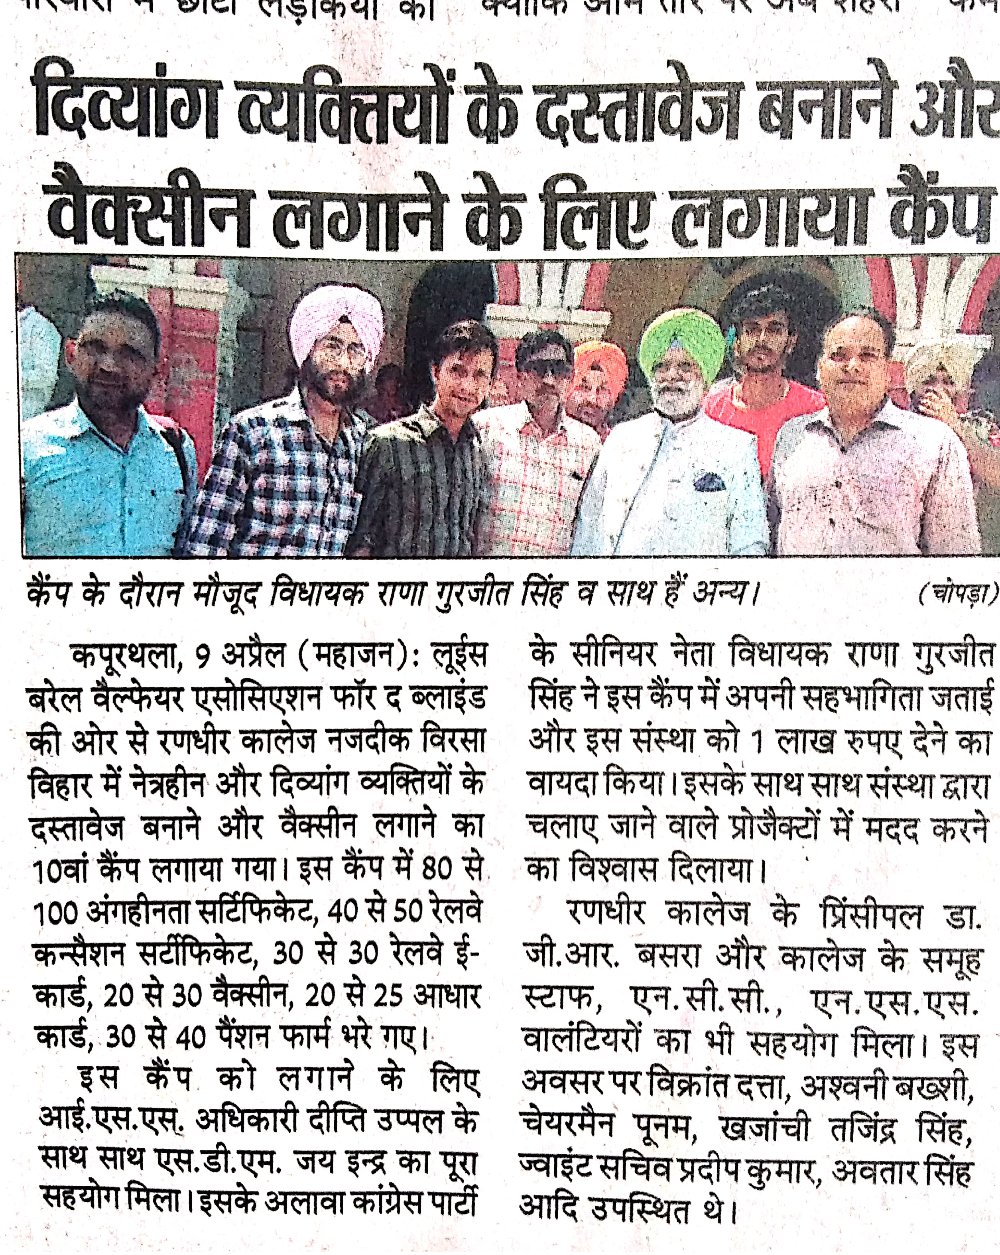 क्योंकि आम तौर पर अब शहरी
दिव्यांग व्यक्तियों के दस्तावेज बनाने और
वैक्सीन लगाने के लिए लगाया कैंप
कैंप के दौरान मौजूद विधायक राणा गुरजीत सिंह व साथ हैं अन्य।
(चोपड़ा)
कपूरथला, 9 अप्रैल (महाजन): लूईस
बरेल वैल्फेयर एसोसिएशन फॉर द ब्लाइंड
की ओर से रणधीर कालेज नजदीक विरसा
विहार में नेत्रहीन और दिव्यांग व्यक्तियों के
दस्तावेज बनाने और वैक्सीन लगाने का
10वां कैंप लगाया गया। इस कैंप में 80 से
100 अंगहीनता सर्टिफिकेट, 40 से 50 रेलवे
कन्सैशन सर्टीफिकेट, 30 से 30 रेलवे ई-
कार्ड, 20 से 30 वैक्सीन, 20 से 25 आधार
कार्ड, 30 से 40 पैंशन फार्म भरे गए।
इस कैंप को लगाने के लिए
आई.एस.एस. अधिकारी दीप्ति उप्पल के
साथ साथ एस.डी.एम. जय इन्द्र का पूरा
सहयोग मिला। इसके अलावा कांग्रेस पार्टी
के सीनियर नेता विधायक राणा गुरजीत
सिंह ने इस कैंप में अपनी सहभागिता जताई
और इस संस्था को 1 लाख रुपए देने का
वायदा किया। इसके साथ साथ संस्था द्वारा
चलाए जाने वाले प्रोजैक्टों में मदद करने
का विश्वास दिलाया।
रणधीर कालेज के प्रिंसीपल डा.
जी.आर. बसरा और कालेज के समूह
स्टाफ, एन.सी.सी., एन.एस.एस.
वालंटियरों का भी सहयोग मिला। इस
अवसर पर विक्रांत दत्ता, अश्वनी बख्शी,
चेयरमैन पूनम, खजांची तजिंद्र सिंह,
ज्वाइंट सचिव प्रदीप कुमार, अवतार सिंह
आदि उपस्थित थे।